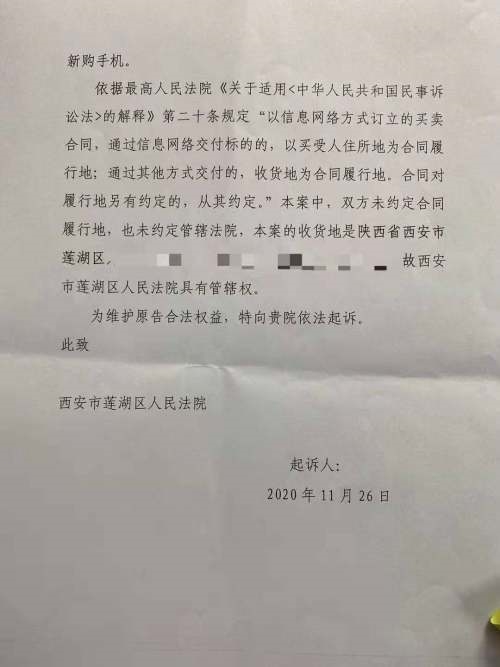 新购手机。
依据最高人民法院《关于适用<中华人民共和国民事诉
讼法>的解释》第二十条规定“以信息网络方式订立的买卖
合同，通过信息网络交付标的的，以买受人住所地为合同履
行地；通过其他方式交付的，收货地为合同履行地。合同对
履行地另有约定的，从其约定。”本案中，双方未约定合同
履行地，也未约定管辖法院，本案的收货地是陕西省西安市
莲湖区, 故西安
市莲湖区人民法院具有管辖权。
为维护原告合法权益，特向贵院依法起诉。
此致
西安市莲湖区人民法院
起诉人：
2020 年 11 月 26 日